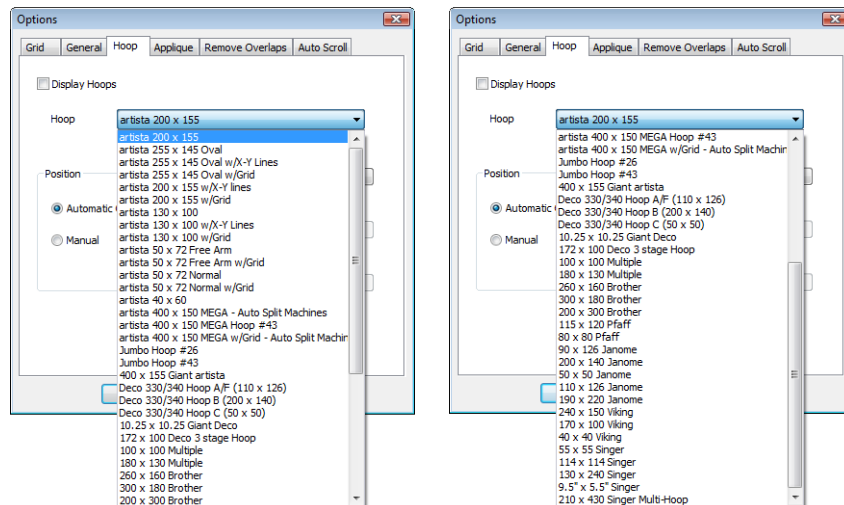 Options
Grid General Hoop Applique Remove Overlaps Auto Scroll
Display Hoops
Hoop artista 200 x 155
artista 200 x 155
artista 255 x 145 Oval
artista 255 x 145 Oval w/X-Y Lines
artista 255 x 145 Oval w/Grid
artista 200 x 155 w/X-Y lines
artista 200 x 155 w/Grid
artista 130 x 100
artista 130 x 100 w/X-Y Lines
artista 130 x 100 w/Grid
artista 50 x 72 Free Arm
artista 50 x 72 Free Arm w/Grid
artista 50 x 72 Normal
artista 50 x 72 Normal w/Grid
artista 40 x 60
artista 400 x 150 MEGA - Auto Split Machines
artista 400 x 150 MEGA Hoop #43
artista 400 x 150 MEGA w/Grid - Auto Split Machin
Jumbo Hoop #26
Jumbo Hoop #43
400 x 155 Giant artista
Deco 330/340 Hoop A/F (110 x 126)
Deco 330/340 Hoop B (200 x 140)
Deco 330/340 Hoop C (50 x 50)
10.25 x 10.25 Giant Deco
172 x 100 Deco 3 stage Hoop
100 x 100 Multiple
180 x 130 Multiple
260 x 160 Brother
300 x 180 Brother
200 x 300 Brother
Position
Automatic
Manual
Options
Grid General Hoop Applique Remove Overlaps Auto Scroll
Display Hoops
Hoop artista 200 x 155
artista 400 x 150 MEGA Hoop #43
artista 400 x 150 MEGA w/Grid - Auto Split Machin
Jumbo Hoop #26
Jumbo Hoop #43
400 x 155 Giant artista
Deco 330/340 Hoop A/F (110 x 126)
Deco 330/340 Hoop B (200 x 140)
Deco 330/340 Hoop C (50 x 50)
10.25 x 10.25 Giant Deco
172 x 100 Deco 3 stage Hoop
100 x 100 Multiple
180 x 130 Multiple
260 x 160 Brother
300 x 180 Brother
200 x 300 Brother
115 x 120 Pfaff
80 x 80 Pfaff
90 x 126 Janome
200 x 140 Janome
50 x 50 Janome
110 x 126 Janome
190 x 220 Janome
240 x 150 Viking
170 x 100 Viking
40 x 40 Viking
55 x 55 Singer
114 x 114 Singer
130 x 240 Singer
9.5" x 5.5" Singer
210 x 430 Singer Multi-Hoop
Position
Automatic
Manual